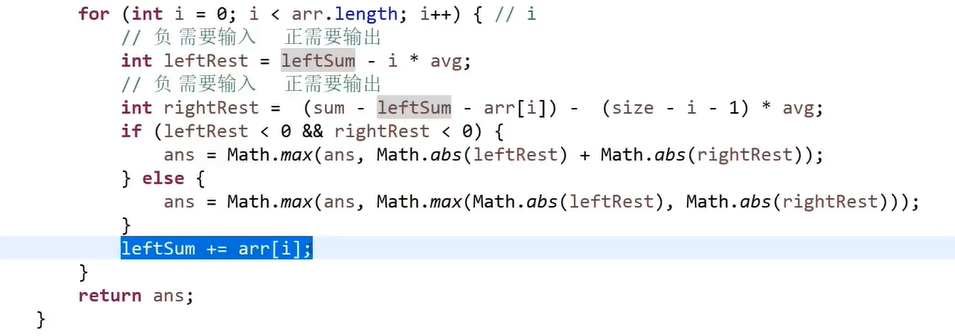 for (int i = 0; i < arr.length; i++) { // i
// 负 需要输入 正需要输出
int leftRest = leftSum - i * avg;
// 负 需要输入 正需要输出
int rightRest = (sum - leftSum - arr[i]) - (size - i - 1) * avg;
if (leftRest < 0 && rightRest < 0) {
ans = Math.max(ans, Math.abs(leftRest) + Math.abs(rightRest));
} else {
ans = Math.max(ans, Math.max(Math.abs(leftRest), Math.abs(rightRest)));
}
leftSum += arr[i];
}
return ans;
}